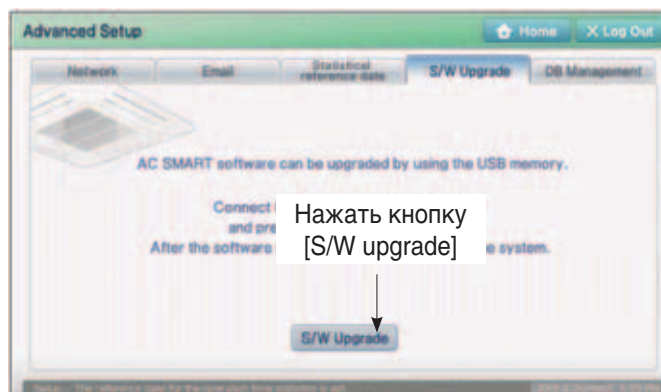 Advanced Setup
Home
X Log Out
Network
Email
Statistical
reference date
S/W Upgrade
DB Management
AC SMART software can be upgraded by using the USB memory.
Connect
and pre
After the software
system.
Нажать кнопку
[S/W upgrade]
S/W Upgrade